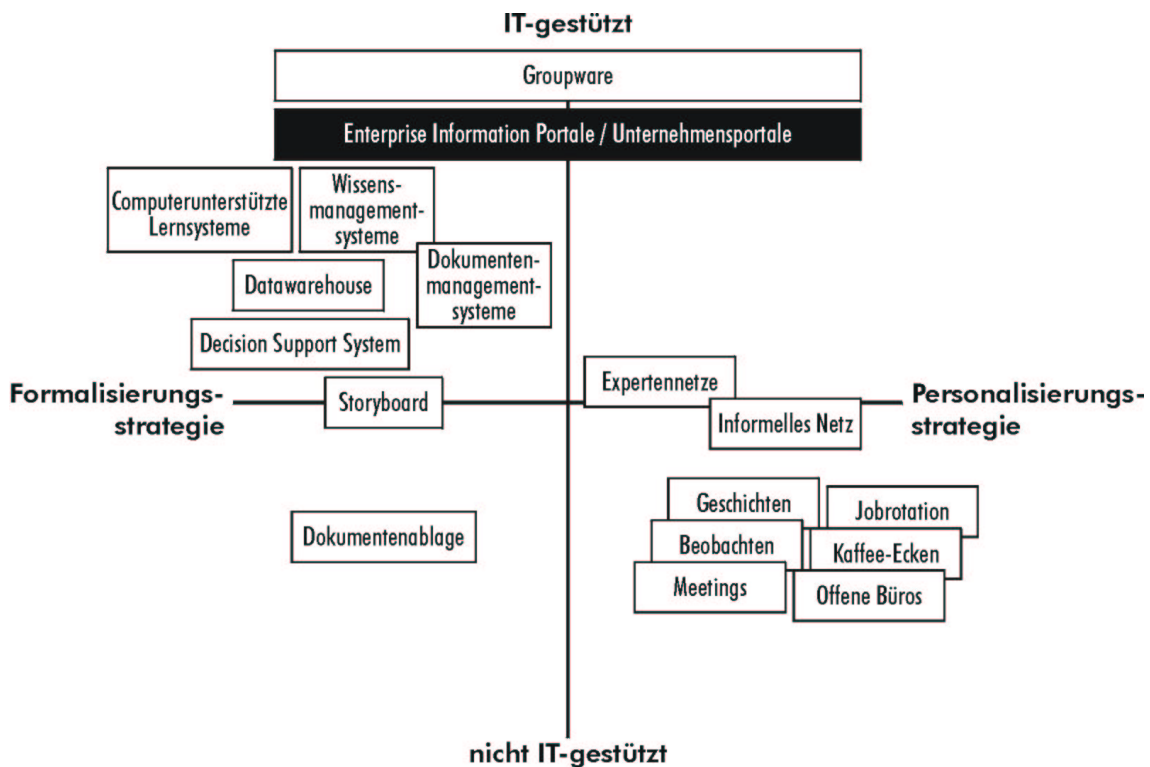 IT-gestützt
Groupware
Enterprise Information Portale / Unternehmensportale
Computerunterstützte
Lernsysteme
Wissens-
management-
systeme
Dokumenten-
management-
systeme
Datawarehouse
Decision Support System
Formalisierungs-
strategie
Storyboard
Expertennetze
Informelles Netz
Personalisierungs-
strategie
Dokumentenablage
Geschichten
Jobrotation
Beobachten
Kaffee-Ecken
Meetings
Offene Büros
nicht IT-gestützt